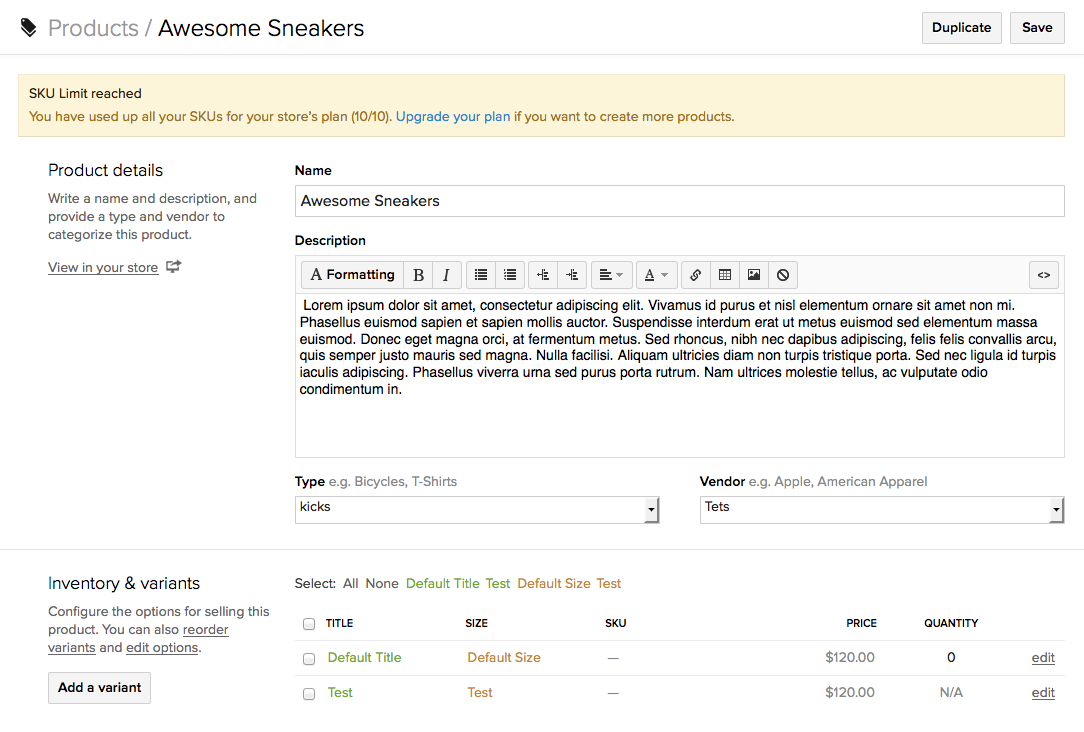 Products / Awesome Sneakers
Duplicate
Save
SKU Limit reached
You have used up all your SKUs for your store's plan (10/10). Upgrade your plan if you want to create more products.
Product details
Write a name and description, and
provide a type and vendor to
categorize this product.
View in your store
Name
Awesome Sneakers
Description
A Formatting B I A <>
Lorem ipsum dolor sit amet, consectetur adipiscing elit. Vivamus id purus et nisl elementum ornare sit amet non mi.
Phasellus euismod sapien et sapien mollis auctor. Suspendisse interdum erat ut metus euismod sed elementum massa
euismod. Donec eget magna orci, at fermentum metus. Sed rhoncus, nibh nec dapibus adipiscing, felis felis convallis arcu,
quis semper justo mauris sed magna. Nulla facilisi. Aliquam ultricies diam non turpis tristique porta. Sed nec ligula id turpis
iaculis adipiscing. Phasellus viverra urna sed purus porta rutrum. Nam ultrices molestie tellus, ac vulputate odio
condimentum in.
Type e.g. Bicycles, T-Shirts
kicks
Vendor e.g. Apple, American Apparel
Tets
Inventory & variants
Configure the options for selling this
product. You can also reorder
variants and edit options.
Add a variant
Select: All None Default Title Test Default Size Test
TITLE SIZE SKU PRICE QUANTITY
Default Title Default Size — $120.00 0 edit
Test Test — $120.00 N/A edit